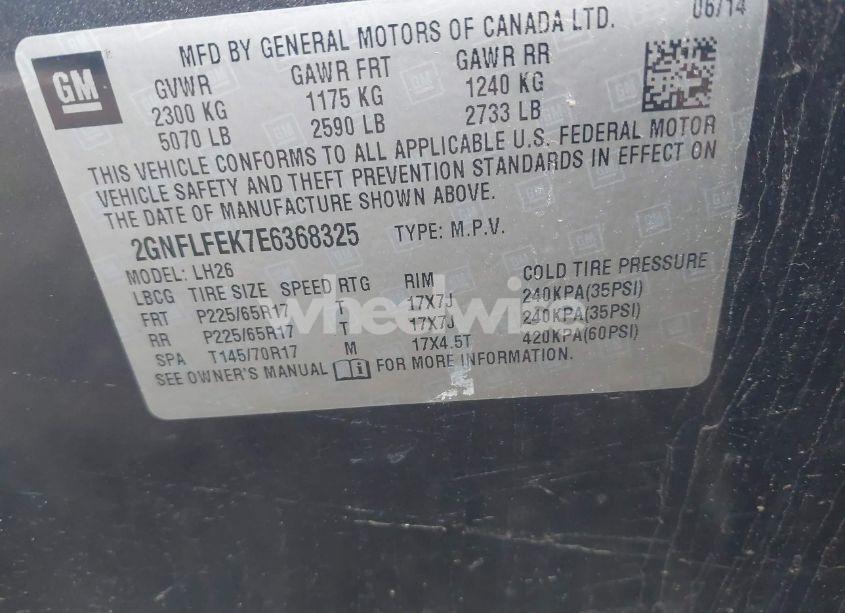 06/14
MFD BY GENERAL MOTORS OF CANADA LTD.
GM
GVWR GAWR FRT GAWR RR
2300 KG 1175 KG 1240 KG
5070 LB 2590 LB 2733 LB
THIS VEHICLE CONFORMS TO ALL APPLICABLE U.S. FEDERAL MOTOR
VEHICLE SAFETY AND THEFT PREVENTION STANDARDS IN EFFECT ON
THE DATE OF MANUFACTURE SHOWN ABOVE.
2GNFLFEK7E6368325 TYPE: M.P.V.
MODEL: LH26
LBCG TIRE SIZE SPEED RTG RIM COLD TIRE PRESSURE
FRT P225/65R17 T 17X7J 240KPA(35PSI)
RR P225/65R17 T 17X7J 240KPA(35PSI)
SPA T145/70R17 M 17X4.5T 420KPA(60PSI)
SEE OWNER'S MANUAL i FOR MORE INFORMATION.
wheelwise